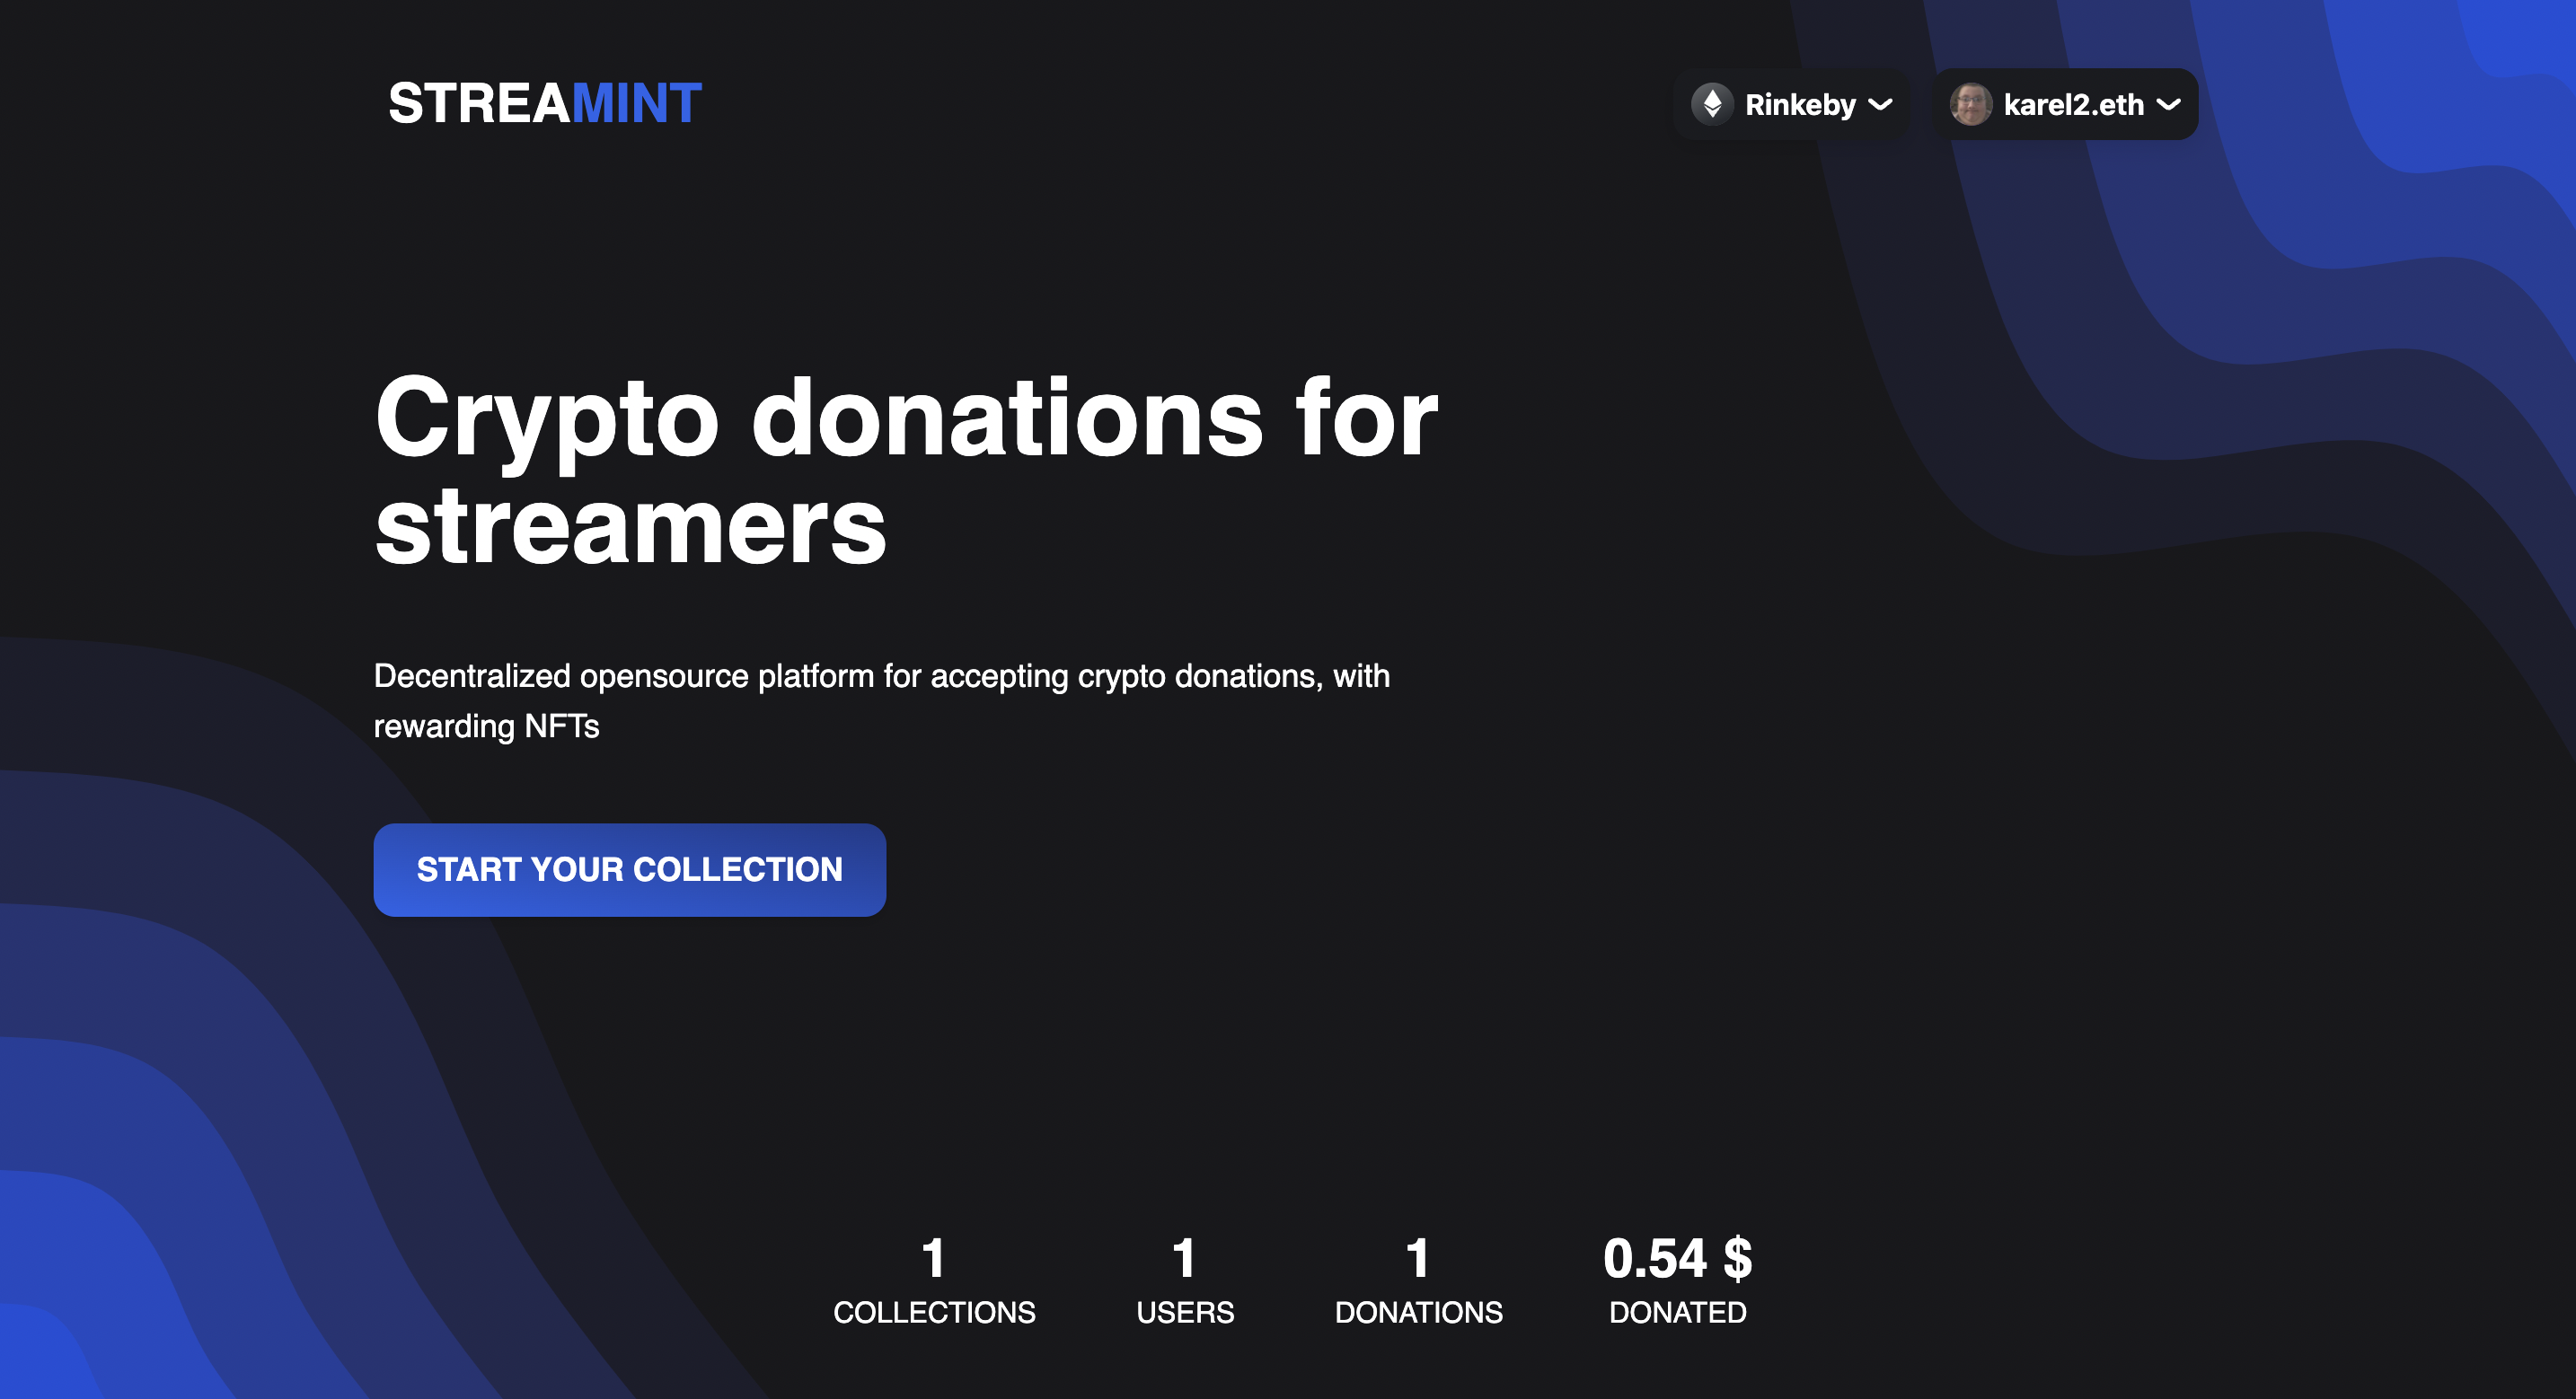 STREAMINT
Rinkeby
karel2.eth
Crypto donations for
streamers
Decentralized opensource platform for accepting crypto donations, with
rewarding NFTs
START YOUR COLLECTION
1
COLLECTIONS
1
USERS
1
DONATIONS
0.54 $
DONATED